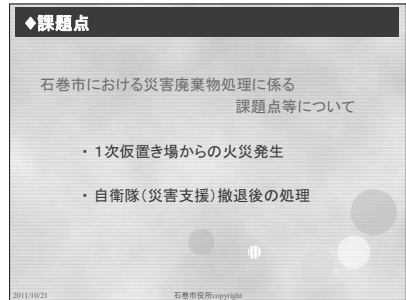 ◆課題点
石巻市における災害廃棄物処理に係る
課題点等について
・１次仮置き場からの火災発生
・自衛隊（災害支援）撤退後の処理
2011/10/21
石巻市役所copyright